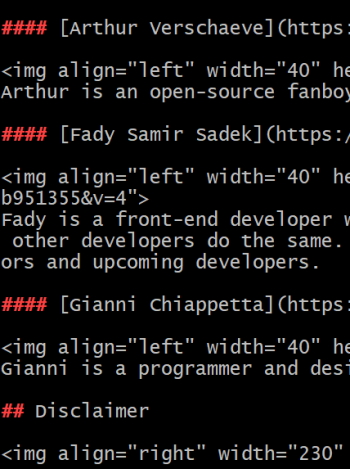 #### [Arthur Verschaeve](https:
<img align="left" width="40" he
Arthur is an open-source fanboy
#### [Fady Samir Sadek](https:/
<img align="left" width="40" he
b951355&v=4">
Fady is a front-end developer w
other developers do the same.
ors and upcoming developers.
#### [Gianni Chiappetta](https:
<img align="left" width="40" he
Gianni is a programmer and desi
## Disclaimer
<img align="right" width="230"